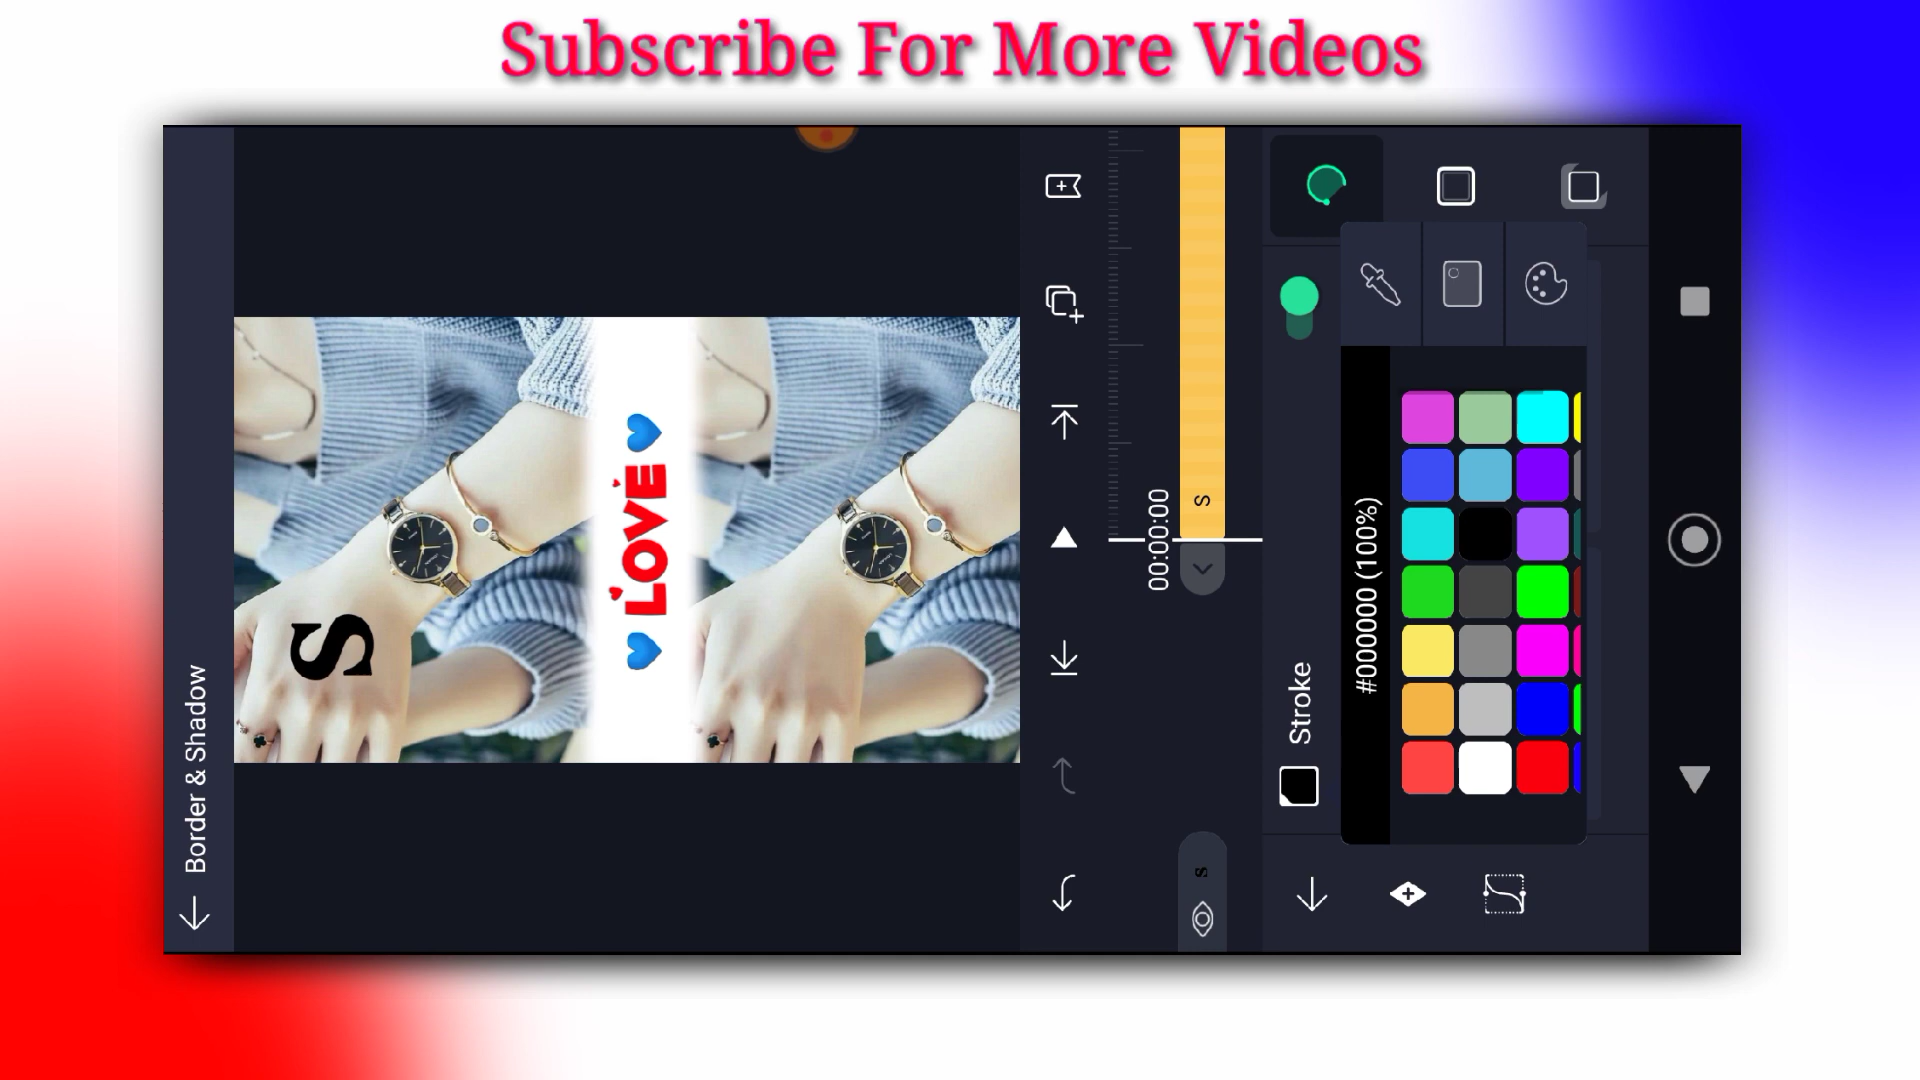 Subscribe For More Videos
Border & Shadow
S
💙LOVE💙
00:00:00
S
S
Stroke
#000000 (100%)